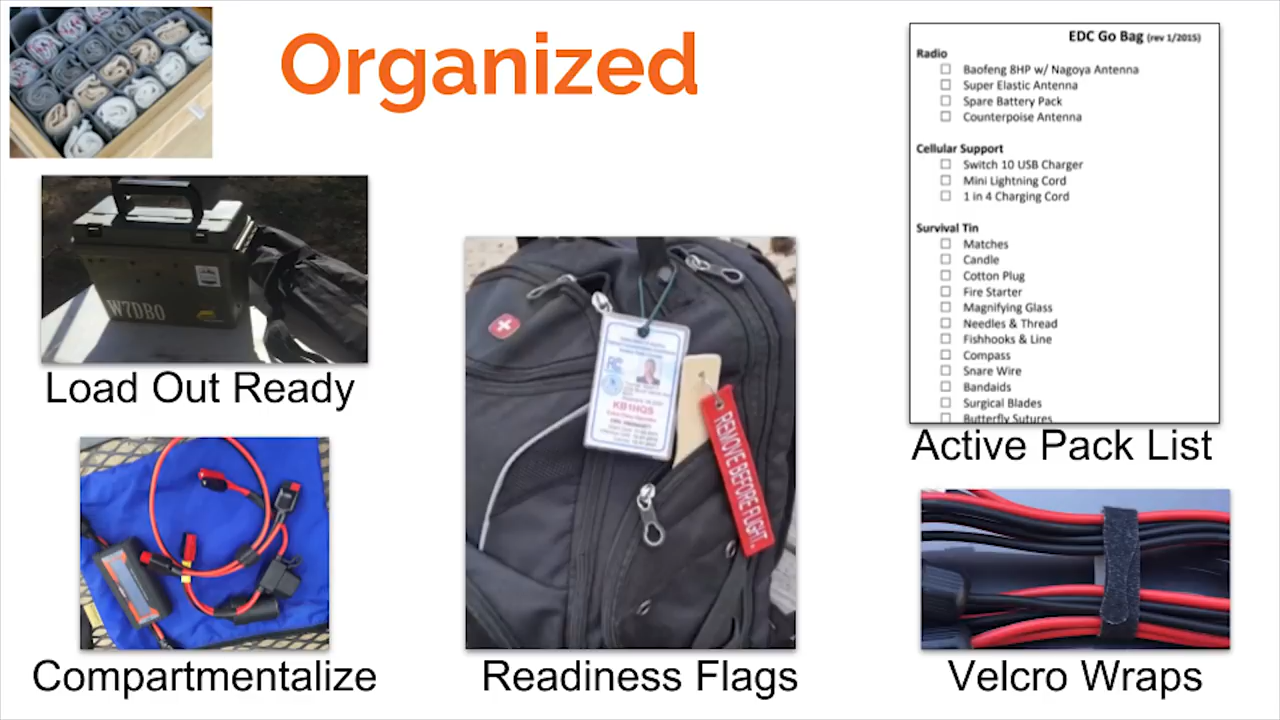 Organized
W7DBO
Load Out Ready
Compartmentalize
KB1HQS
REMOVE BEFORE FLIGHT
Readiness Flags
EDC Go Bag (rev 1/2015)
Radio
☐ Baofeng 8HP w/ Nagoya Antenna
☐ Super Elastic Antenna
☐ Spare Battery Pack
☐ Counterpoise Antenna
Cellular Support
☐ Switch 10 USB Charger
☐ Mini Lightning Cord
☐ 1 in 4 Charging Cord
Survival Tin
☐ Matches
☐ Candle
☐ Cotton Plug
☐ Fire Starter
☐ Magnifying Glass
☐ Needles & Thread
☐ Fishhooks & Line
☐ Compass
☐ Snare Wire
☐ Bandaids
☐ Surgical Blades
☐ Butterfly Sutures
Active Pack List
Velcro Wraps